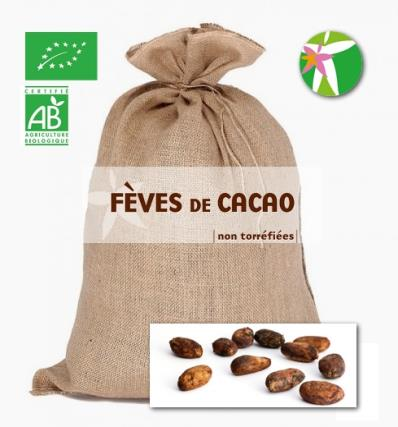 CERTIFIÉ
AB
AGRICULTURE
BIOLOGIQUE
FÈVES DE CACAO
|non torréfiées|